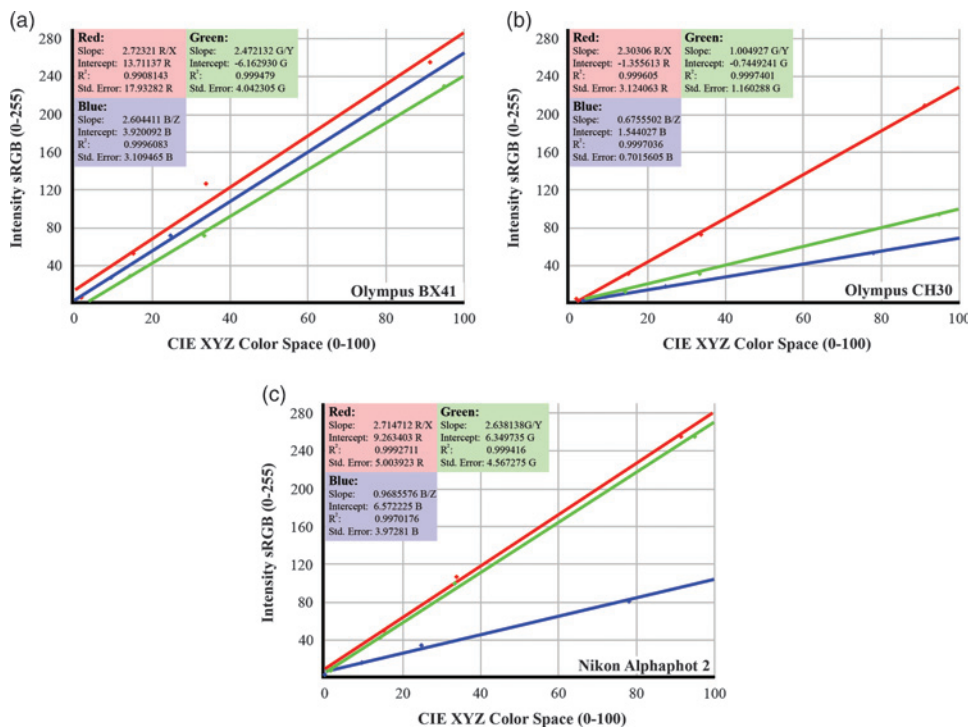 (a)
Red:
Slope: 2.72321 R/X
Intercept: 13.71137 R
R²: 0.9908143
Std. Error: 17.93282 R
Green:
Slope: 2.472132 G/Y
Intercept: -6.162930 G
R²: 0.999479
Std. Error: 4.042305 G
Blue:
Slope: 2.604411 B/Z
Intercept: 3.920092 B
R²: 0.9996083
Std. Error: 3.109465 B
Intensity sRGB (0-255)
280
240
200
160
120
80
40
0 20 40 60 80 100
Olympus BX41
CIE XYZ Color Space (0-100)
(b)
Red:
Slope: 2.30306 R/X
Intercept: -1.355613 R
R²: 0.999605
Std. Error: 3.124063 R
Green:
Slope: 1.004927 G/Y
Intercept: -0.7449241 G
R²: 0.9997401
Std. Error: 1.160288 G
Blue:
Slope: 0.6755502 B/Z
Intercept: 1.544027 B
R²: 0.9997036
Std. Error: 0.7015605 B
Intensity sRGB (0-255)
280
240
200
160
120
80
40
0 20 40 60 80 100
Olympus CH30
CIE XYZ Color Space (0-100)
(c)
Red:
Slope: 2.714712 R/X
Intercept: 9.263403 R
R²: 0.9992711
Std. Error: 5.003923 R
Green:
Slope: 2.638138G/Y
Intercept: 6.349735 G
R²: 0.999416
Std. Error: 4.567275 G
Blue:
Slope: 0.9685576 B/Z
Intercept: 6.572225 B
R²: 0.9970176
Std. Error: 3.97281 B
Intensity sRGB (0-255)
280
240
200
160
120
80
40
0 20 40 60 80 100
Nikon Alphaphot 2
CIE XYZ Color Space (0-100)